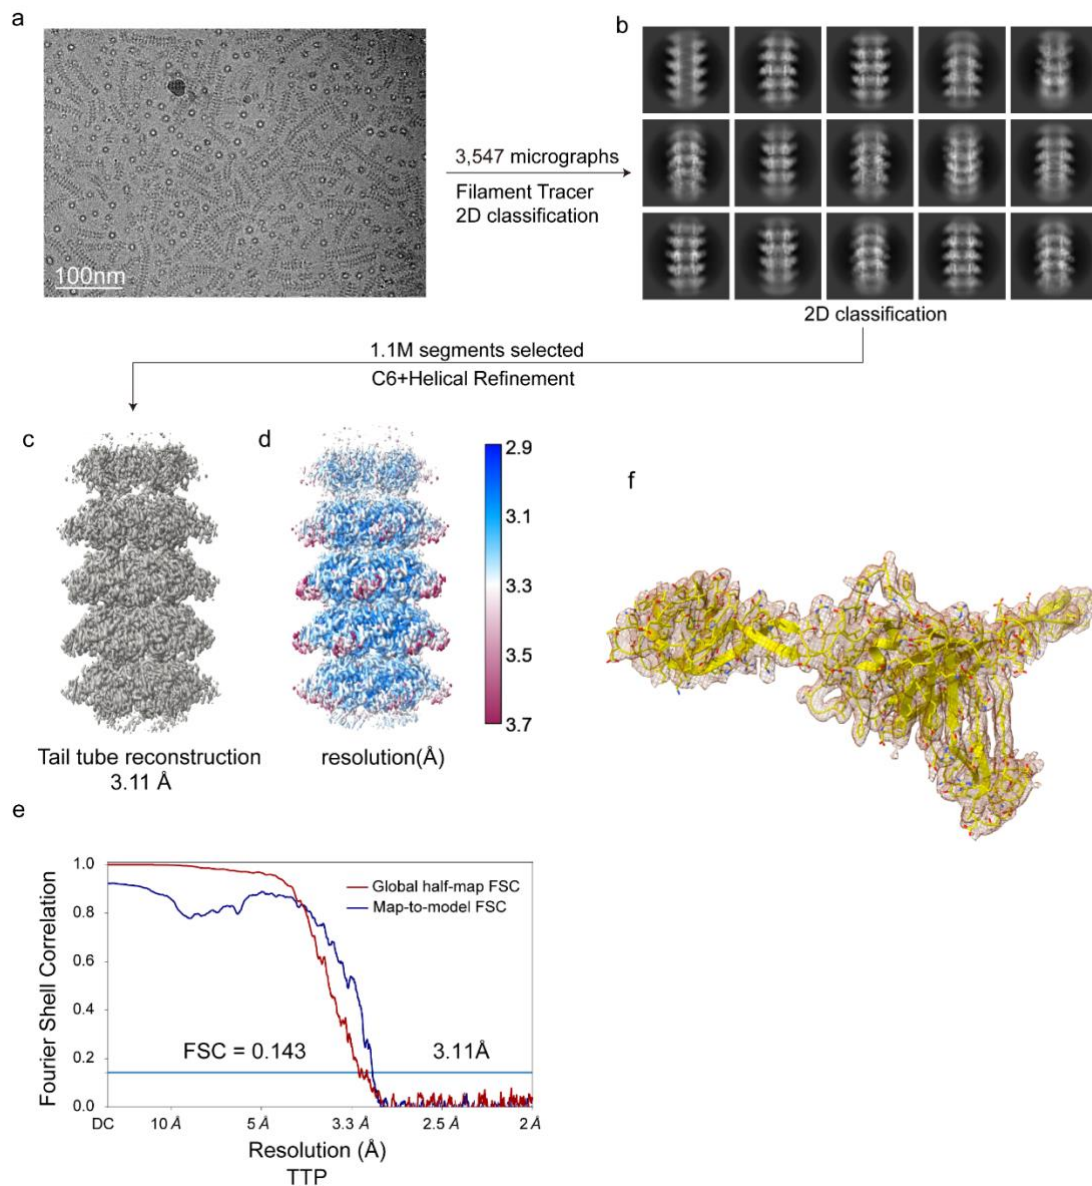 a
100nm
3,547 micrographs
Filament Tracer
2D classification
b
2D classification
1.1M segments selected
C6+Helical Refinement
c
Tail tube reconstruction
3.11 Å
d
2.9
3.1
3.3
3.5
3.7
resolution(Å)
f
e
Fourier Shell Correlation
1.0
0.8
0.6
0.4
0.2
0.0
Global half-map FSC
Map-to-model FSC
FSC = 0.143
3.11Å
DC 10 Å 5 Å 3.3 Å 2.5 Å 2 Å
Resolution (Å)
TTP